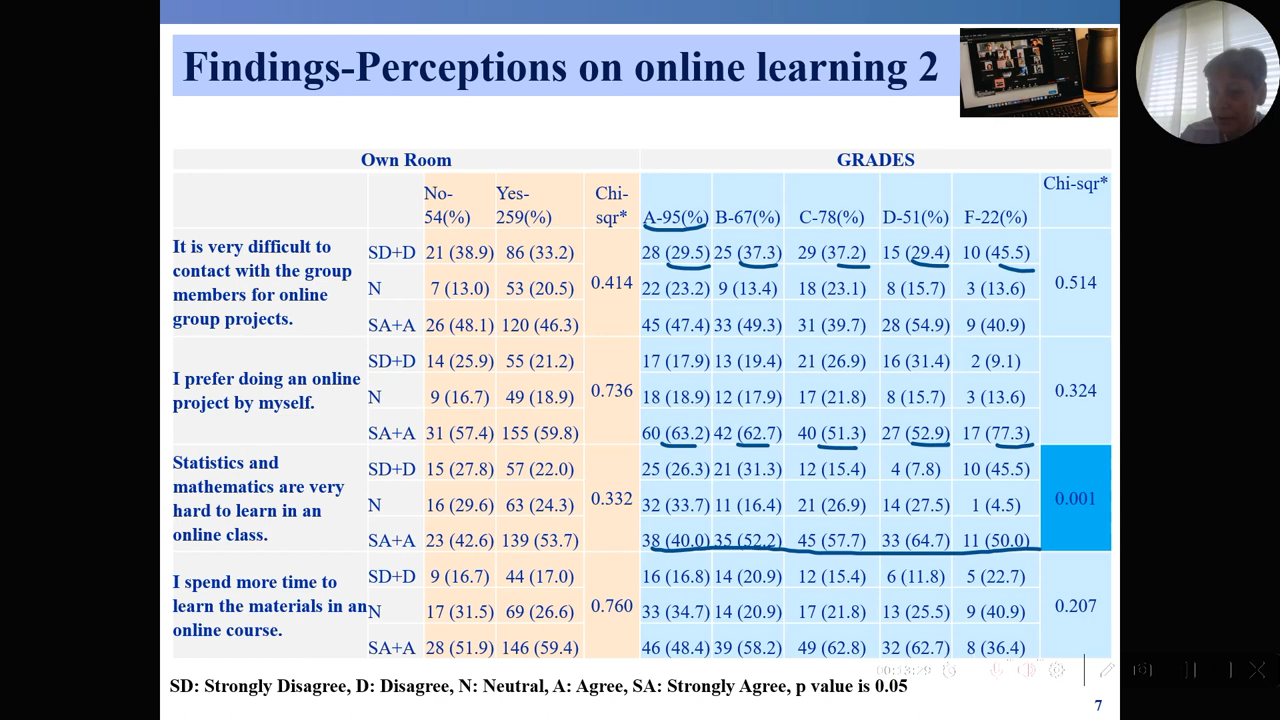 Findings-Perceptions on online learning 2
Own Room GRADES
No-54(%) Yes-259(%) Chi-sqr* A-95(%) B-67(%) C-78(%) D-51(%) F-22(%) Chi-sqr*
It is very difficult to contact with the group members for online group projects.
SD+D 21 (38.9) 86 (33.2) 28 (29.5) 25 (37.3) 29 (37.2) 15 (29.4) 10 (45.5)
N 7 (13.0) 53 (20.5) 0.414 22 (23.2) 9 (13.4) 18 (23.1) 8 (15.7) 3 (13.6) 0.514
SA+A 26 (48.1) 120 (46.3) 45 (47.4) 33 (49.3) 31 (39.7) 28 (54.9) 9 (40.9)
I prefer doing an online project by myself.
SD+D 14 (25.9) 55 (21.2) 17 (17.9) 13 (19.4) 21 (26.9) 16 (31.4) 2 (9.1)
N 9 (16.7) 49 (18.9) 0.736 18 (18.9) 12 (17.9) 17 (21.8) 8 (15.7) 3 (13.6) 0.324
SA+A 31 (57.4) 155 (59.8) 60 (63.2) 42 (62.7) 40 (51.3) 27 (52.9) 17 (77.3)
Statistics and mathematics are very hard to learn in an online class.
SD+D 15 (27.8) 57 (22.0) 25 (26.3) 21 (31.3) 12 (15.4) 4 (7.8) 10 (45.5)
N 16 (29.6) 63 (24.3) 0.332 32 (33.7) 11 (16.4) 21 (26.9) 14 (27.5) 1 (4.5) 0.001
SA+A 23 (42.6) 139 (53.7) 38 (40.0) 35 (52.2) 45 (57.7) 33 (64.7) 11 (50.0)
I spend more time to learn the materials in an online course.
SD+D 9 (16.7) 44 (17.0) 16 (16.8) 14 (20.9) 12 (15.4) 6 (11.8) 5 (22.7)
N 17 (31.5) 69 (26.6) 0.760 33 (34.7) 14 (20.9) 17 (21.8) 13 (25.5) 9 (40.9) 0.207
SA+A 28 (51.9) 146 (59.4) 46 (48.4) 39 (58.2) 49 (62.8) 32 (62.7) 8 (36.4)
00:13:29
SD: Strongly Disagree, D: Disagree, N: Neutral, A: Agree, SA: Strongly Agree, p value is 0.05
7